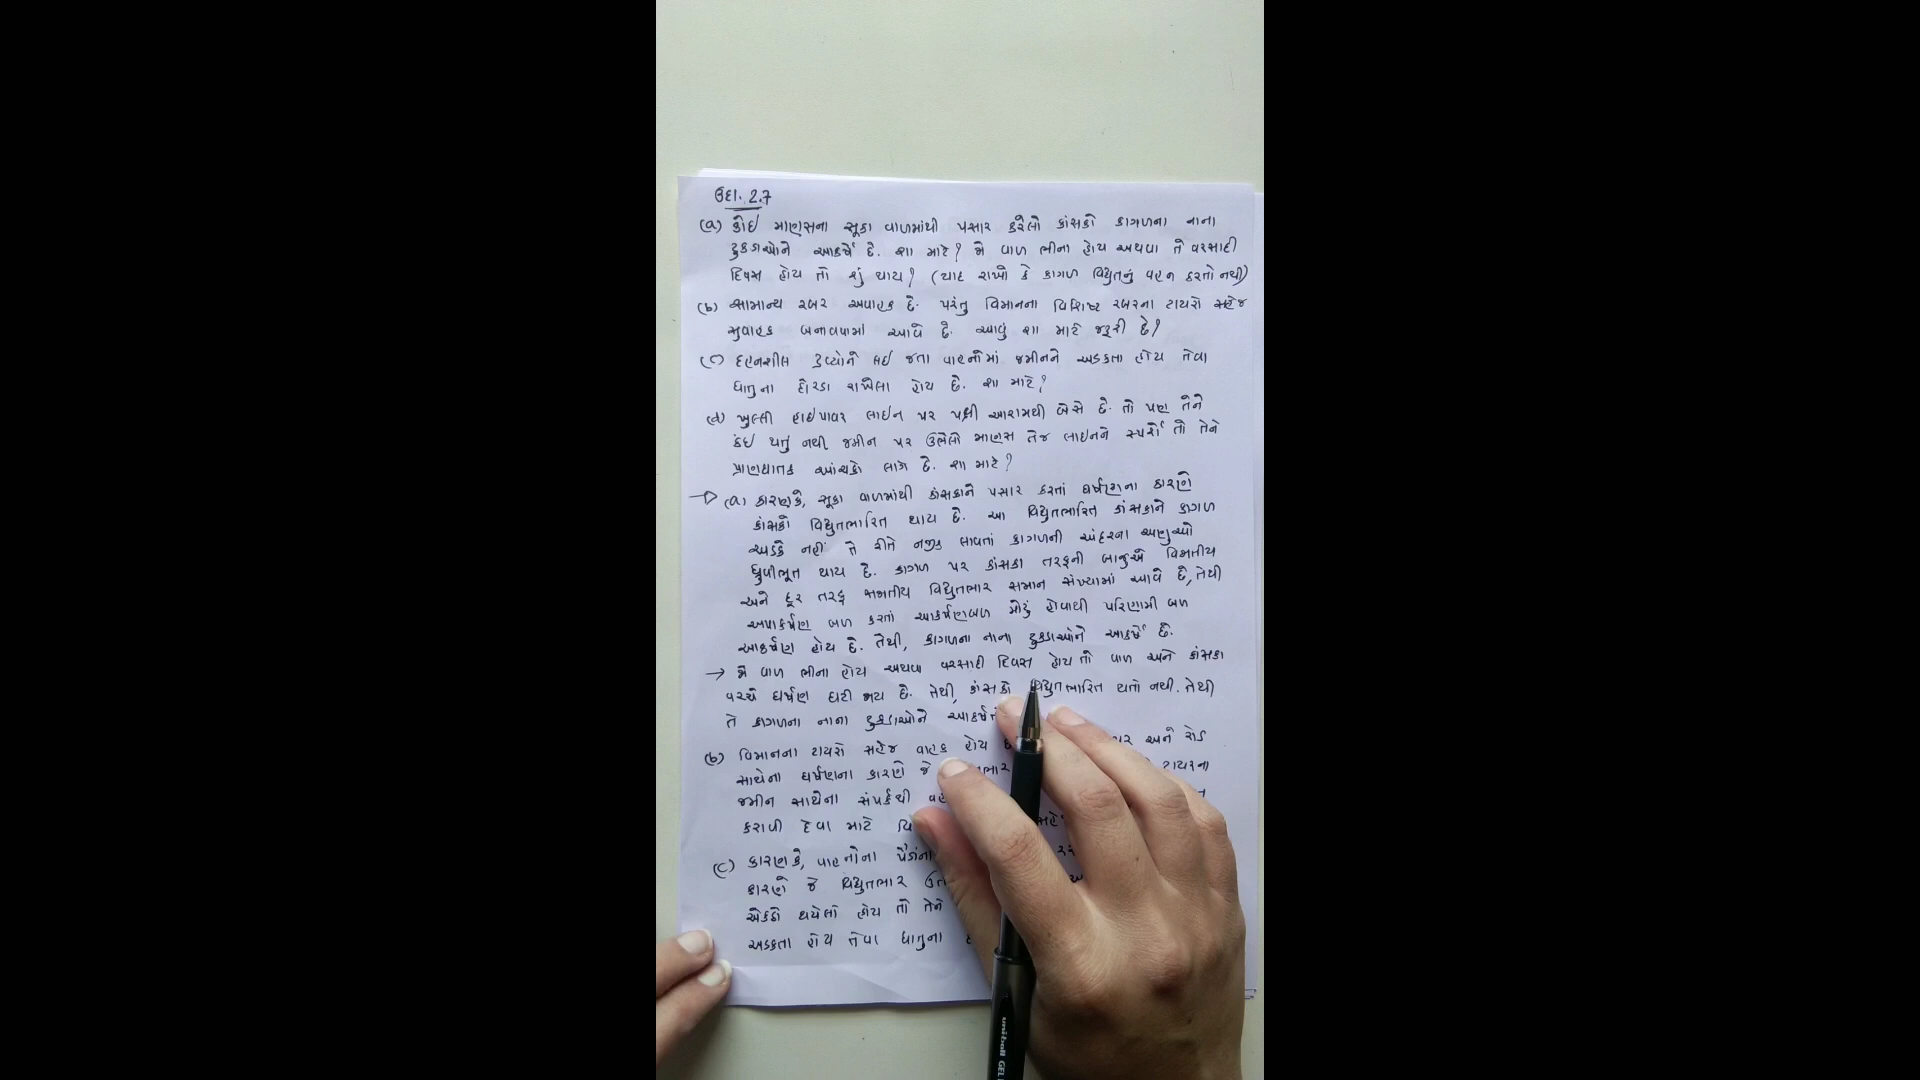 ઉદા. 2.7
(a) કોઈ માણસના સૂકા વાળમાંથી પસાર કરેલો કાંસકો કાગળના નાના
ટુકડાઓને આકર્ષે છે. શા માટે? જો વાળ ભીના હોય અથવા તે વરસાદી
દિવસ હોય તો શું થાય? (યાદ રાખો કે કાગળ વિદ્યુતનું વહન કરતો નથી)
(b) સામાન્ય રબર અવાહક છે. પરંતુ વિમાનના વિશિષ્ટ રબરના ટાયરો સહેજ
સુવાહક બનાવવામાં આવે છે. આવું શા માટે જરૂરી છે?
(c) દહનશીલ દ્રવ્યોને લઈ જતા વાહનોમાં જમીનને અડકતા હોય તેવા
ધાતુના દોરડા રાખેલા હોય છે. શા માટે?
(d) ખુલ્લી હાઈપાવર લાઈન પર પક્ષી આરામથી બેસે છે. તો પણ તેને
કંઈ થતું નથી જમીન પર ઉભેલો માણસ તેજ લાઈનને સ્પર્શે તો તેને
પ્રાણઘાતક આંચકો લાગે છે. શા માટે?
(a) કારણકે, સૂકા વાળમાંથી કાંસકાને પસાર કરતાં ઘર્ષણના કારણે
કાંસકો વિદ્યુતભારિત થાય છે. આ વિદ્યુતભારિત કાંસકાને કાગળ
અડકે નહીં તે રીતે નજીક લાવતાં કાગળની અંદરના અણુઓ
ધ્રુવીભૂત થાય છે. કાગળ પર કાંસકા તરફની બાજુએ વિજાતીય
અને દૂર તરફ સજાતીય વિદ્યુતભાર સમાન સંખ્યામાં આવે છે, તેથી
અપાકર્ષણ બળ કરતાં આકર્ષણબળ મોટું હોવાથી પરિણામી બળ
આકર્ષણ હોય છે. તેથી, કાગળના નાના ટુકડાઓને આકર્ષે છે.
→ જો વાળ ભીના હોય અથવા વરસાદી દિવસ હોય તો વાળ અને કાંસકા
વચ્ચે ઘર્ષણ ઘટી જાય છે. તેથી, કાંસકો વિદ્યુતભારિત થતો નથી. તેથી
તે કાગળના નાના ટુકડાઓને
(b) વિમાનના ટાયરો સહેજ વાહક હોય અને રોડ
સાથેના ઘર્ષણના કારણે જે ટાયરના
જમીન સાથેના સંપર્કથી
કરાવી દેવા માટે
(c) કારણકે, વાહનોના
કારણે જે વિદ્યુતભાર
એકઠો થયેલો હોય તો તેને
અડકતા હોય તેવા ધાતુના
uniball GEL